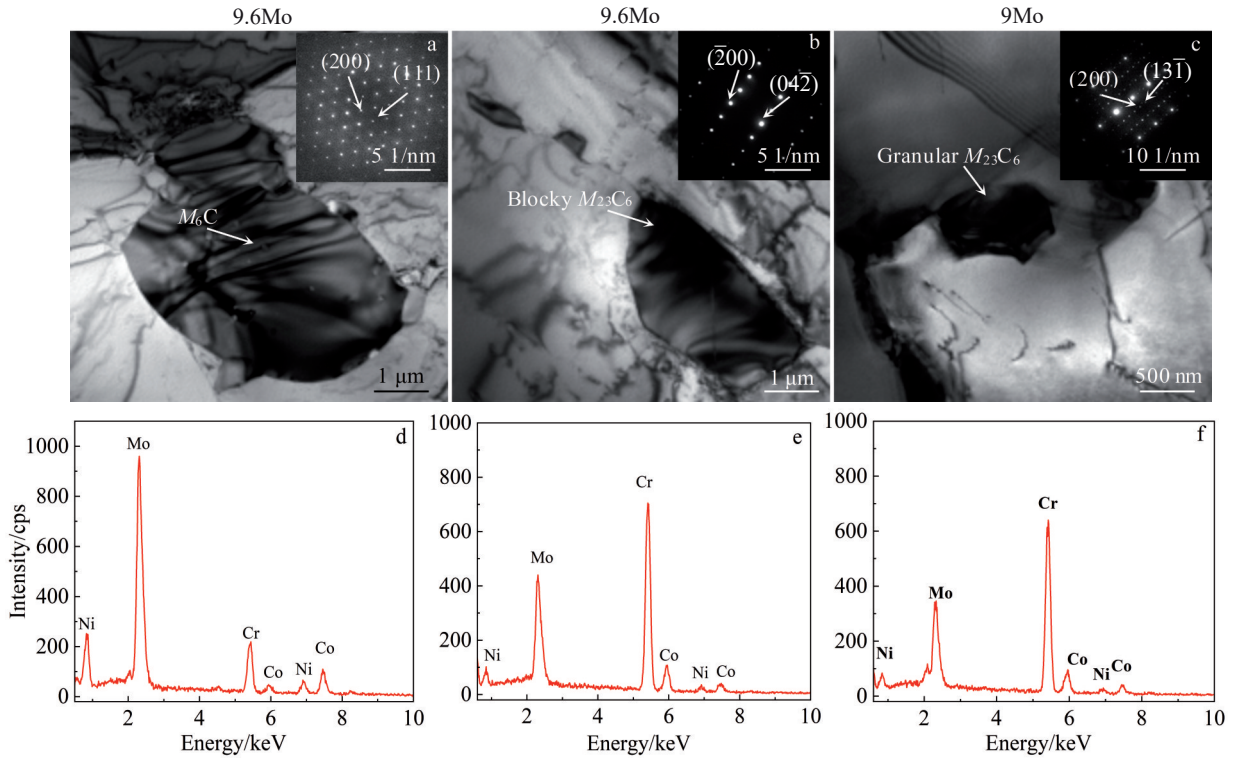 9.6Mo
9.6Mo
9Mo
a
(200)
(111)
5 1/nm
M₆C
1 μm
b
(2̅00)
(042̅)
5 1/nm
Blocky M₂₃C₆
1 μm
c
(200)
(131̅)
10 1/nm
Granular M₂₃C₆
500 nm
d
Intensity/cps
1000
800
600
400
200
0
Ni
Mo
Cr
Co
Ni
Co
2 4 6 8 10
Energy/keV
e
1000
800
600
400
200
0
Ni
Mo
Cr
Co
Ni
Co
2 4 6 8 10
Energy/keV
f
1000
800
600
400
200
0
Ni
Mo
Cr
Co
Ni
Co
2 4 6 8 10
Energy/keV